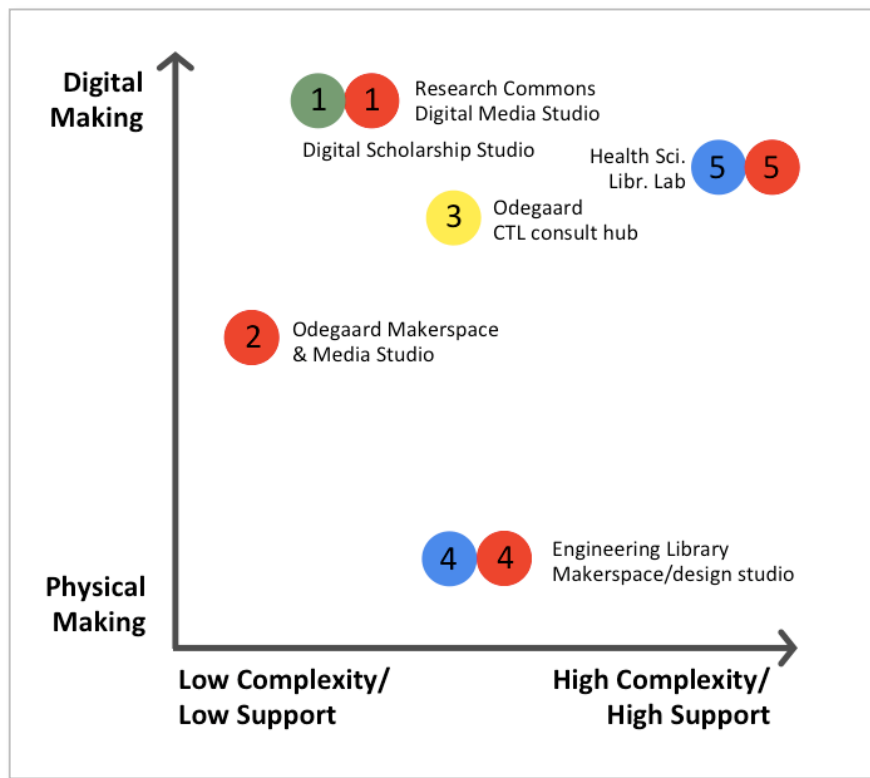 Digital
Making
1
1
Research Commons
Digital Media Studio
Digital Scholarship Studio
Health Sci.
Libr. Lab
5
5
3
Odegaard
CTL consult hub
2
Odegaard Makerspace
& Media Studio
4
4
Engineering Library
Makerspace/design studio
Physical
Making
Low Complexity/
Low Support
High Complexity/
High Support